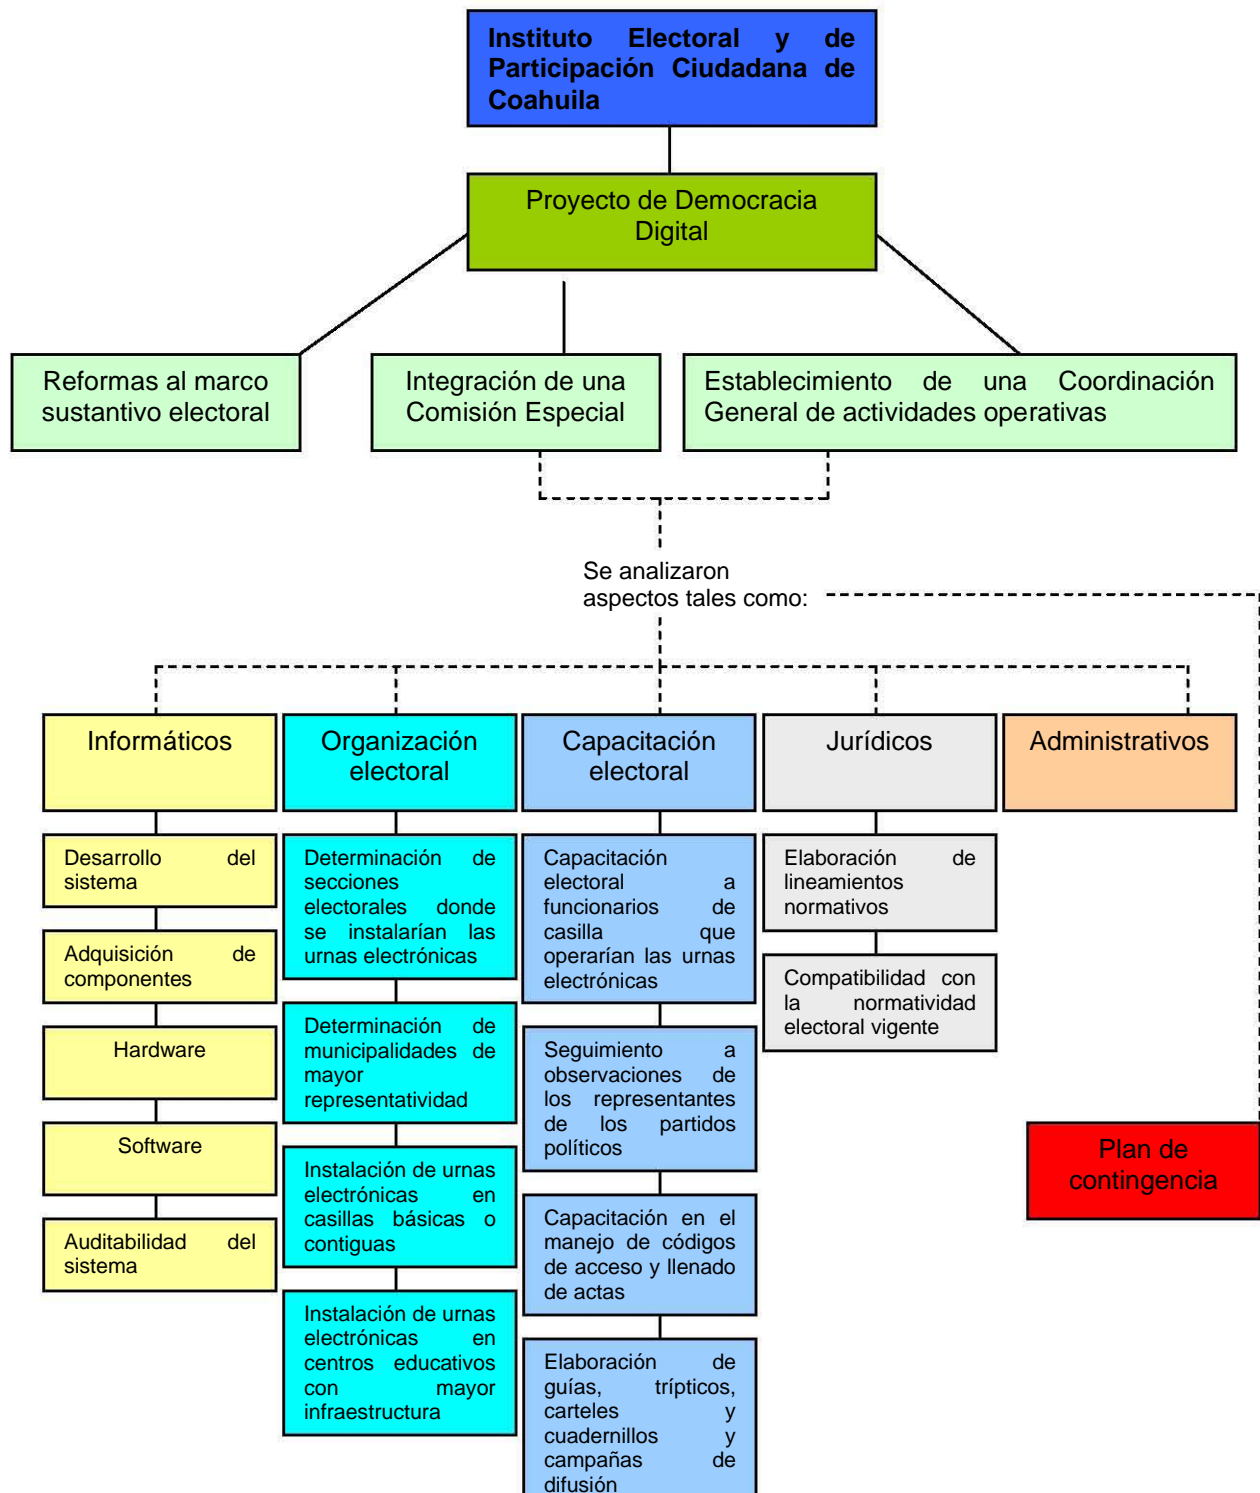 Instituto Electoral y de
Participación Ciudadana de
Coahuila
Proyecto de Democracia
Digital
Reformas al marco
sustantivo electoral
Integración de una
Comisión Especial
Establecimiento de una Coordinación
General de actividades operativas
Se analizaron
aspectos tales como:
Informáticos
Organización
electoral
Capacitación
electoral
Jurídicos
Administrativos
Desarrollo del
sistema
Adquisición de
componentes
Hardware
Software
Auditabilidad del
sistema
Determinación de
secciones
electorales donde
se instalarían las
urnas electrónicas
Determinación de
municipalidades de
mayor
representatividad
Instalación de urnas
electrónicas en
casillas básicas o
contiguas
Instalación de urnas
electrónicas en
centros educativos
con mayor
infraestructura
Capacitación
electoral a
funcionarios de
casilla que
operarían las urnas
electrónicas
Seguimiento a
observaciones de
los representantes
de los partidos
políticos
Capacitación en el
manejo de códigos
de acceso y llenado
de actas
Elaboración de
guías, trípticos,
carteles y
cuadernillos y
campañas de
difusión
Elaboración de
lineamientos
normativos
Compatibilidad con
la normatividad
electoral vigente
Plan de
contingencia